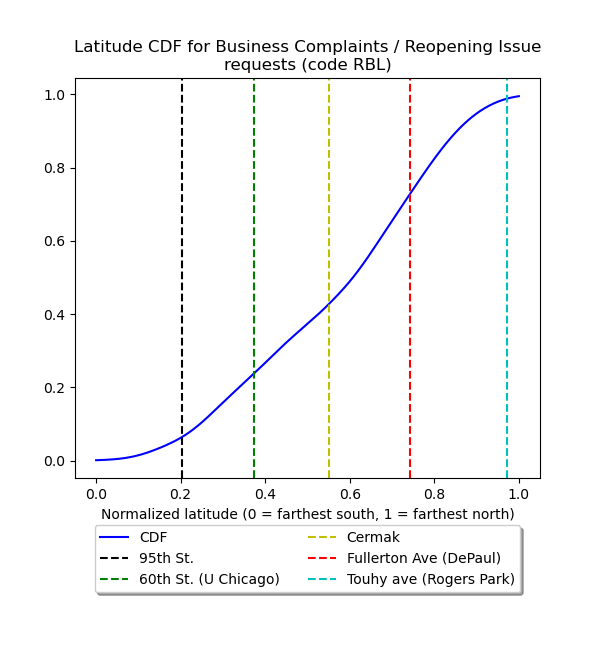 Latitude CDF for Business Complaints / Reopening Issue
requests (code RBL)
1.0
0.8
0.6
0.4
0.2
0.0
0.0 0.2 0.4 0.6 0.8 1.0
Normalized latitude (0 = farthest south, 1 = farthest north)
CDF
95th St.
60th St. (U Chicago)
Cermak
Fullerton Ave (DePaul)
Touhy ave (Rogers Park)